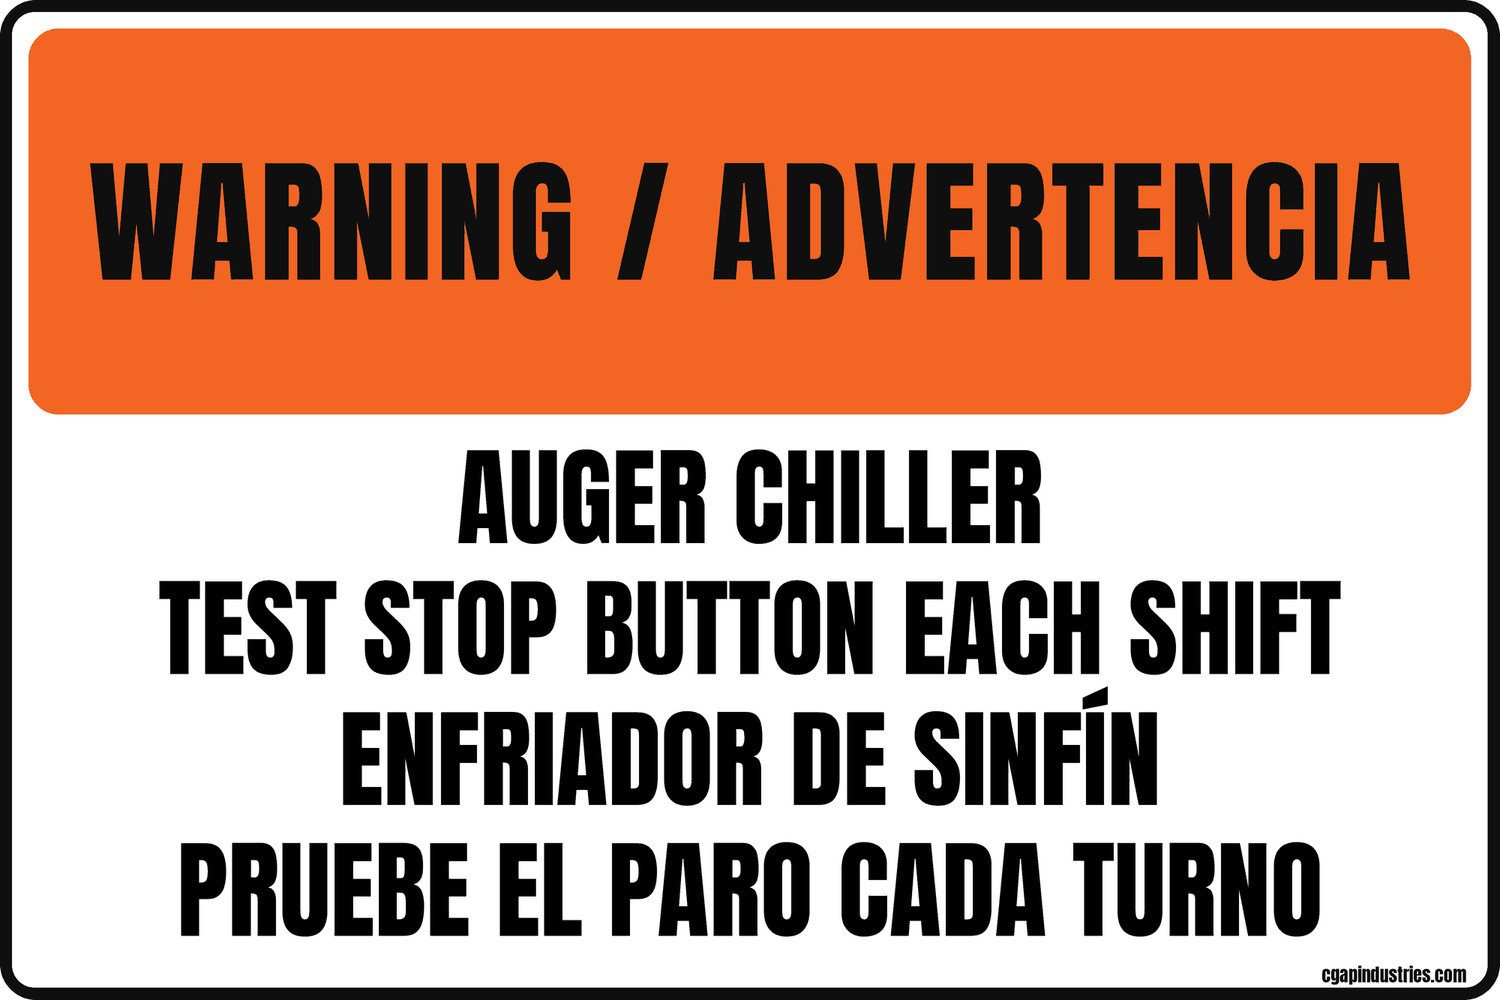 WARNING / ADVERTENCIA
AUGER CHILLER
TEST STOP BUTTON EACH SHIFT
ENFRIADOR DE SINFÍN
PRUEBE EL PARO CADA TURNO
cgapindustries.com